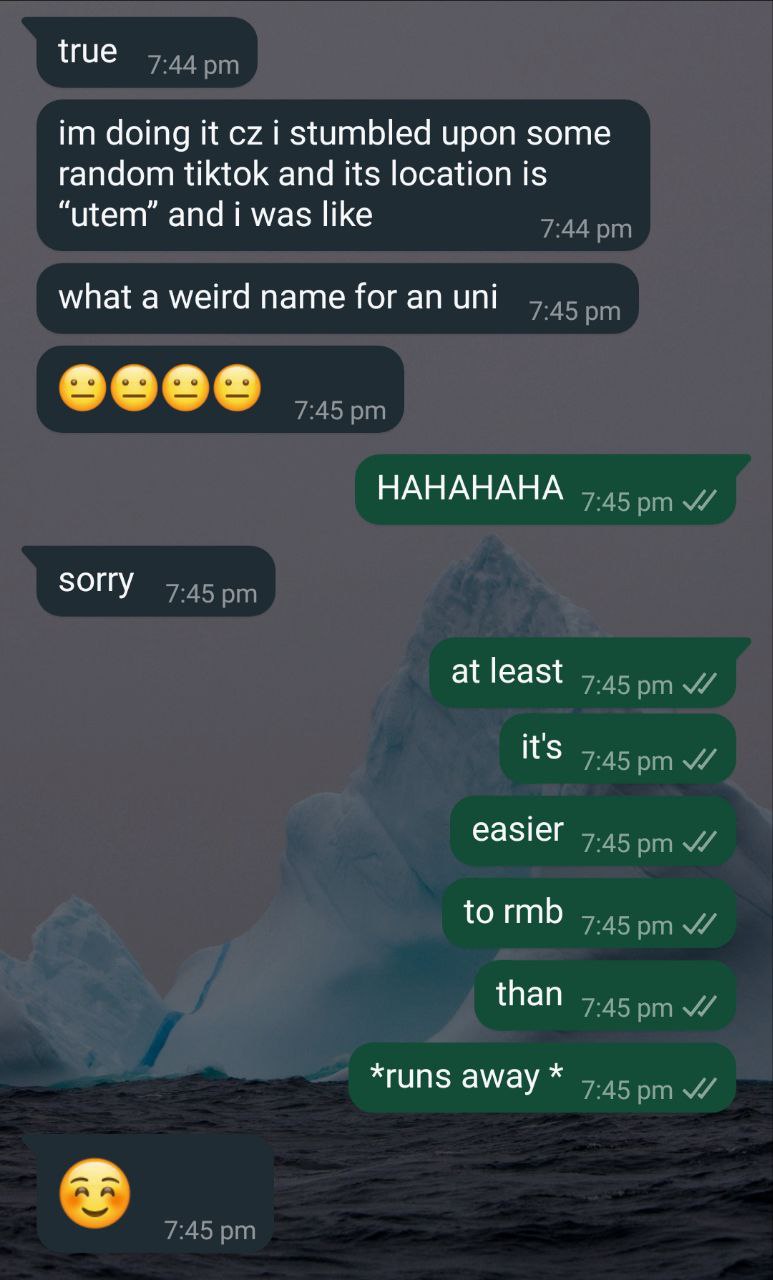 true 7:44 pm
im doing it cz i stumbled upon some
random tiktok and its location is
“utem” and i was like 7:44 pm
what a weird name for an uni 7:45 pm
😐😐😐😐 7:45 pm
HAHAHAHA 7:45 pm
sorry 7:45 pm
at least 7:45 pm
it's 7:45 pm
easier 7:45 pm
to rmb 7:45 pm
than 7:45 pm
*runs away * 7:45 pm
☺️ 7:45 pm